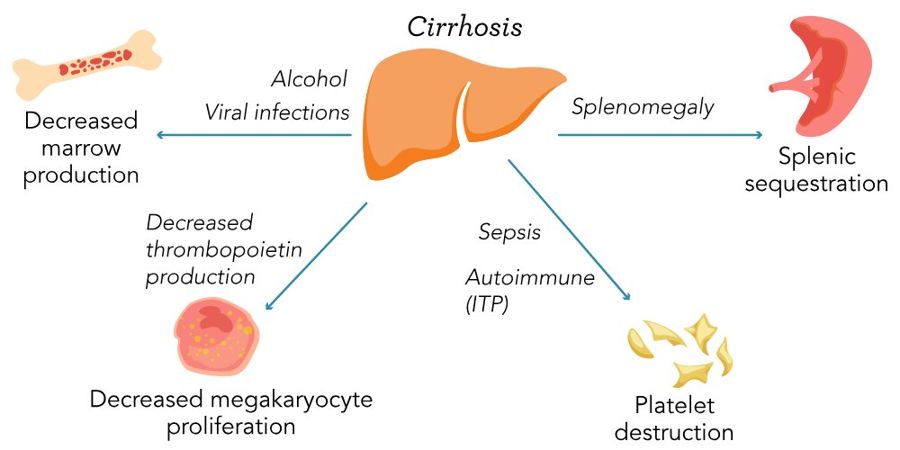 Cirrhosis
Alcohol
Viral infections
Decreased
marrow
production
Splenomegaly
Splenic
sequestration
Decreased
thrombopoietin
production
Decreased megakaryocyte
proliferation
Sepsis
Autoimmune
(ITP)
Platelet
destruction